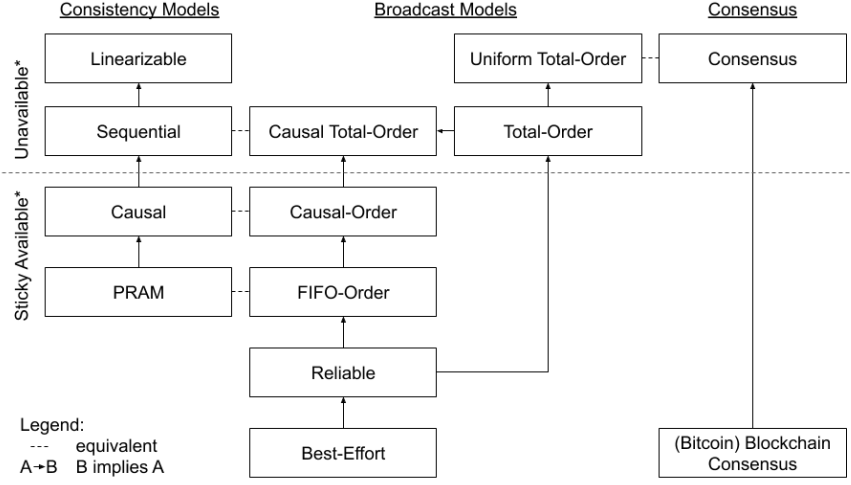 Consistency Models
Broadcast Models
Consensus
Unavailable*
Linearizable
Uniform Total-Order
Consensus
Sequential
Causal Total-Order
Total-Order
Sticky Available*
Causal
Causal-Order
PRAM
FIFO-Order
Reliable
Best-Effort
(Bitcoin) Blockchain
Consensus
Legend:
--- equivalent
A→B B implies A